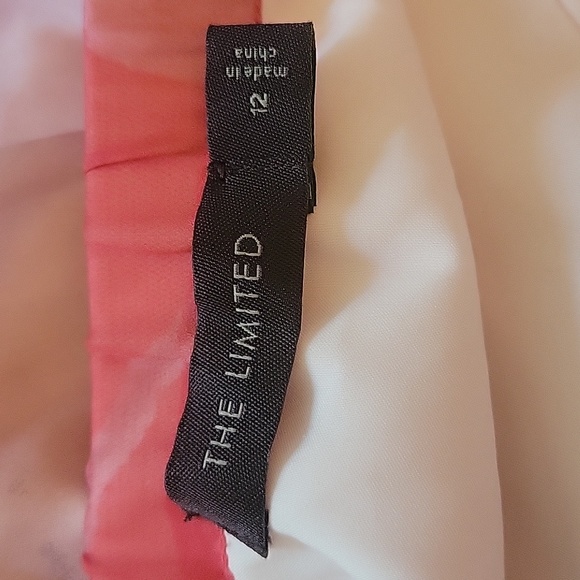 THE LIMITED
12
made in
china